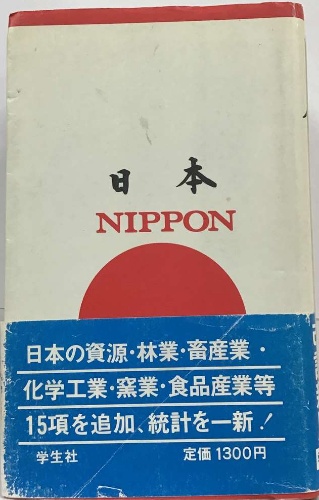 日本
NIPPON
日本の資源・林業・畜産業・
化学工業・窯業・食品産業等
15項を追加、統計を一新!
学生社 定価1300円